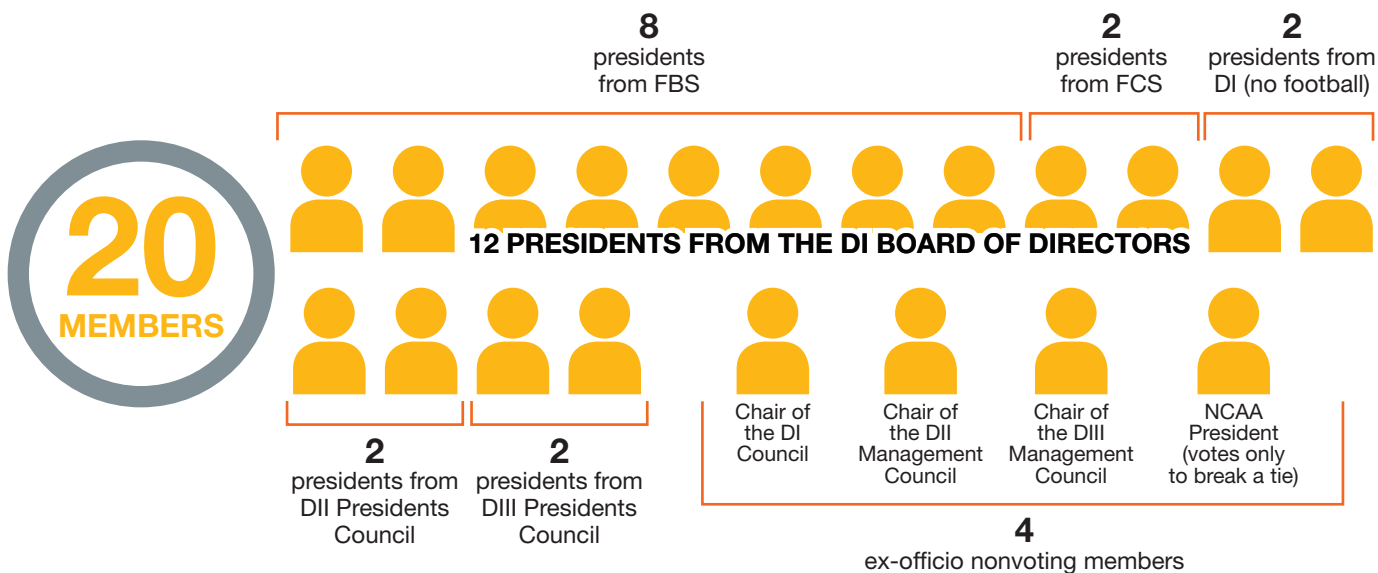 8
presidents
from FBS
2
presidents
from FCS
2
presidents from
DI (no football)
20
MEMBERS
12 PRESIDENTS FROM THE DI BOARD OF DIRECTORS
2
presidents from
DII Presidents
Council
2
presidents from
DIII Presidents
Council
Chair of
the DI
Council
Chair of
the DII
Management
Council
Chair of
the DIII
Management
Council
NCAA
President
(votes only
to break a tie)
4
ex-officio nonvoting members